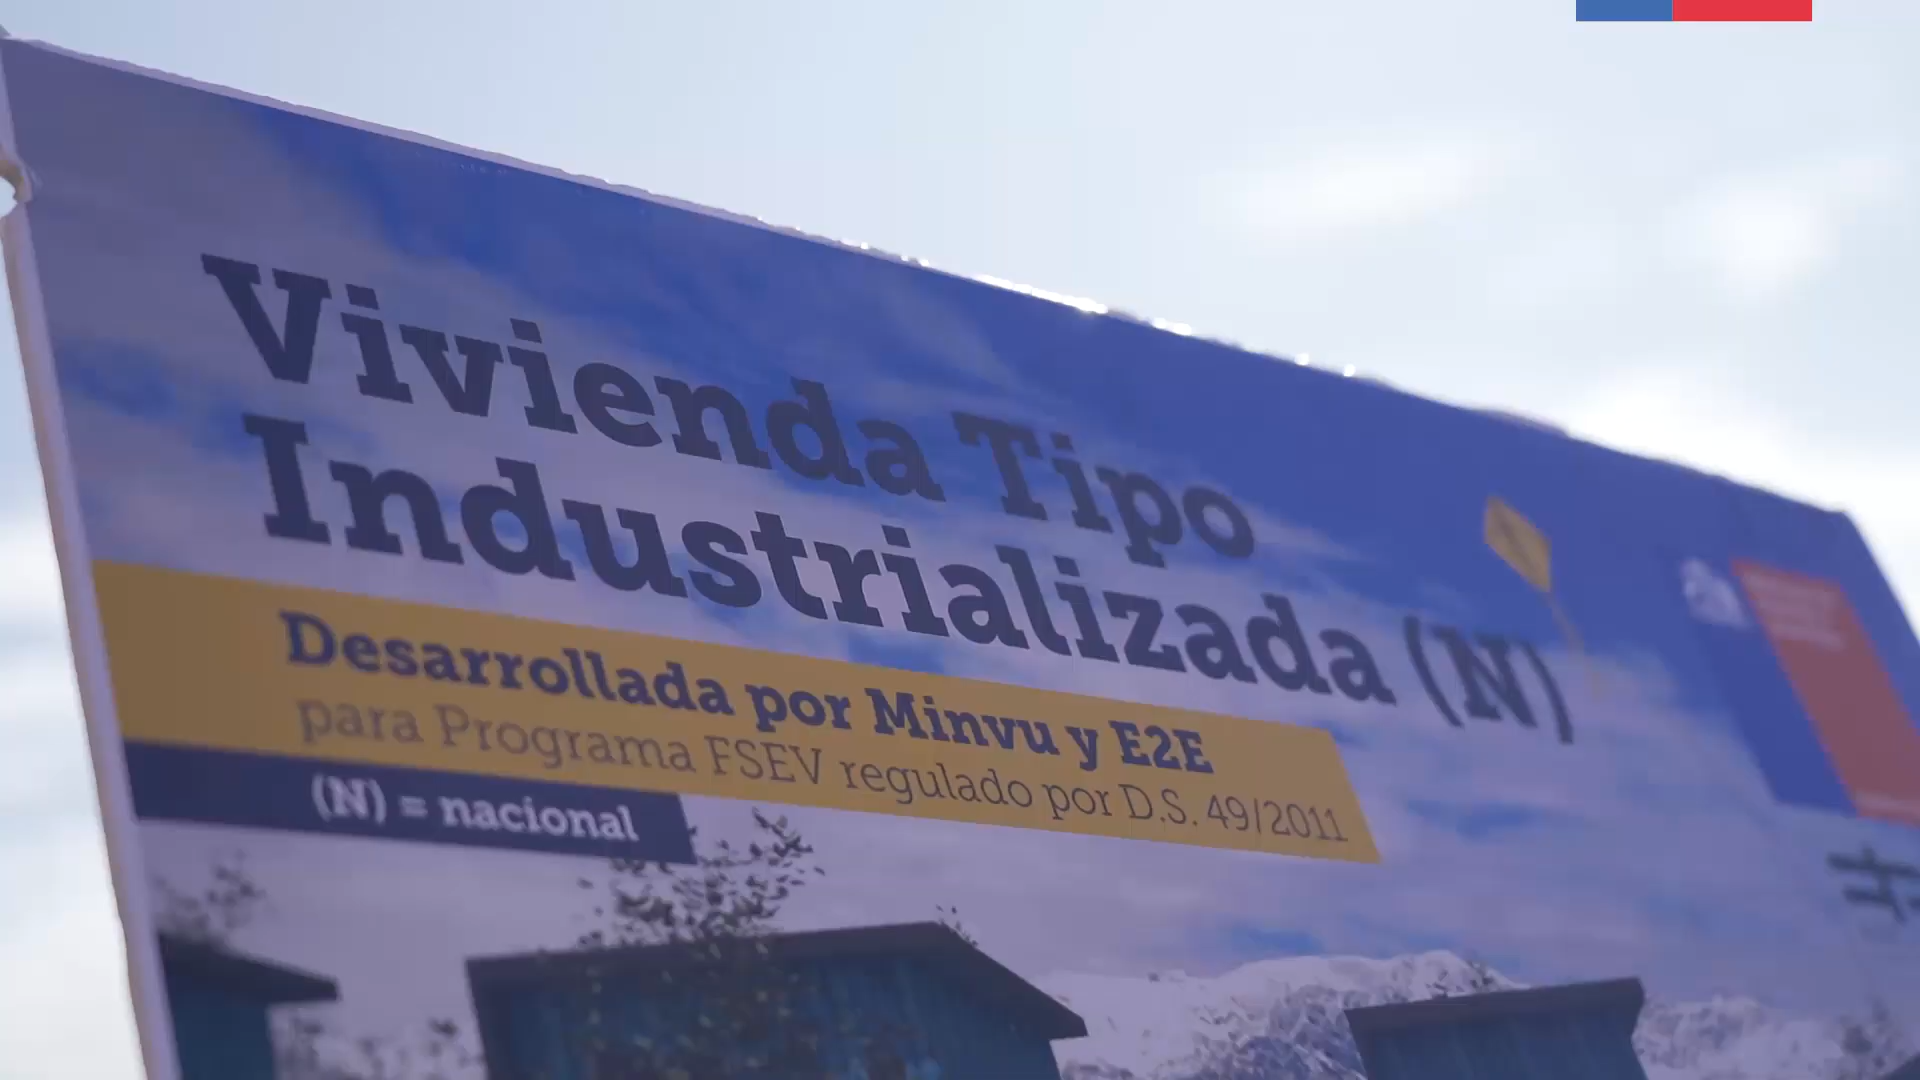 Vivienda Tipo
Industrializada (N)
Desarrollada por Minvu y E2E
para Programa FSEV regulado por D.S. 49/2011
(N) = nacional